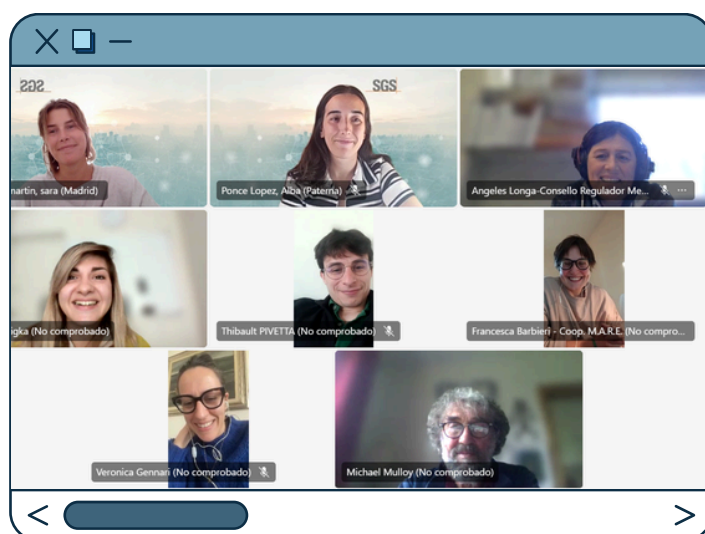 SGS
SGS
martin, sara (Madrid)
Ponce Lopez, Alba (Paterna)
Angeles Longa-Consello Regulador Me...
igka (No comprobado)
Thibault PIVETTA (No comprobado)
Francesca Barbieri - Coop. M.A.R.E. (No compro...
Veronica Gennari (No comprobado)
Michael Mulloy (No comprobado)